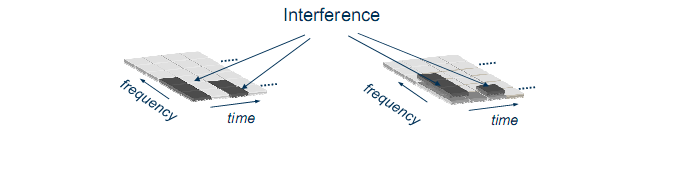 Interference
.....
.....
.....
.....
frequency
time
frequency
time